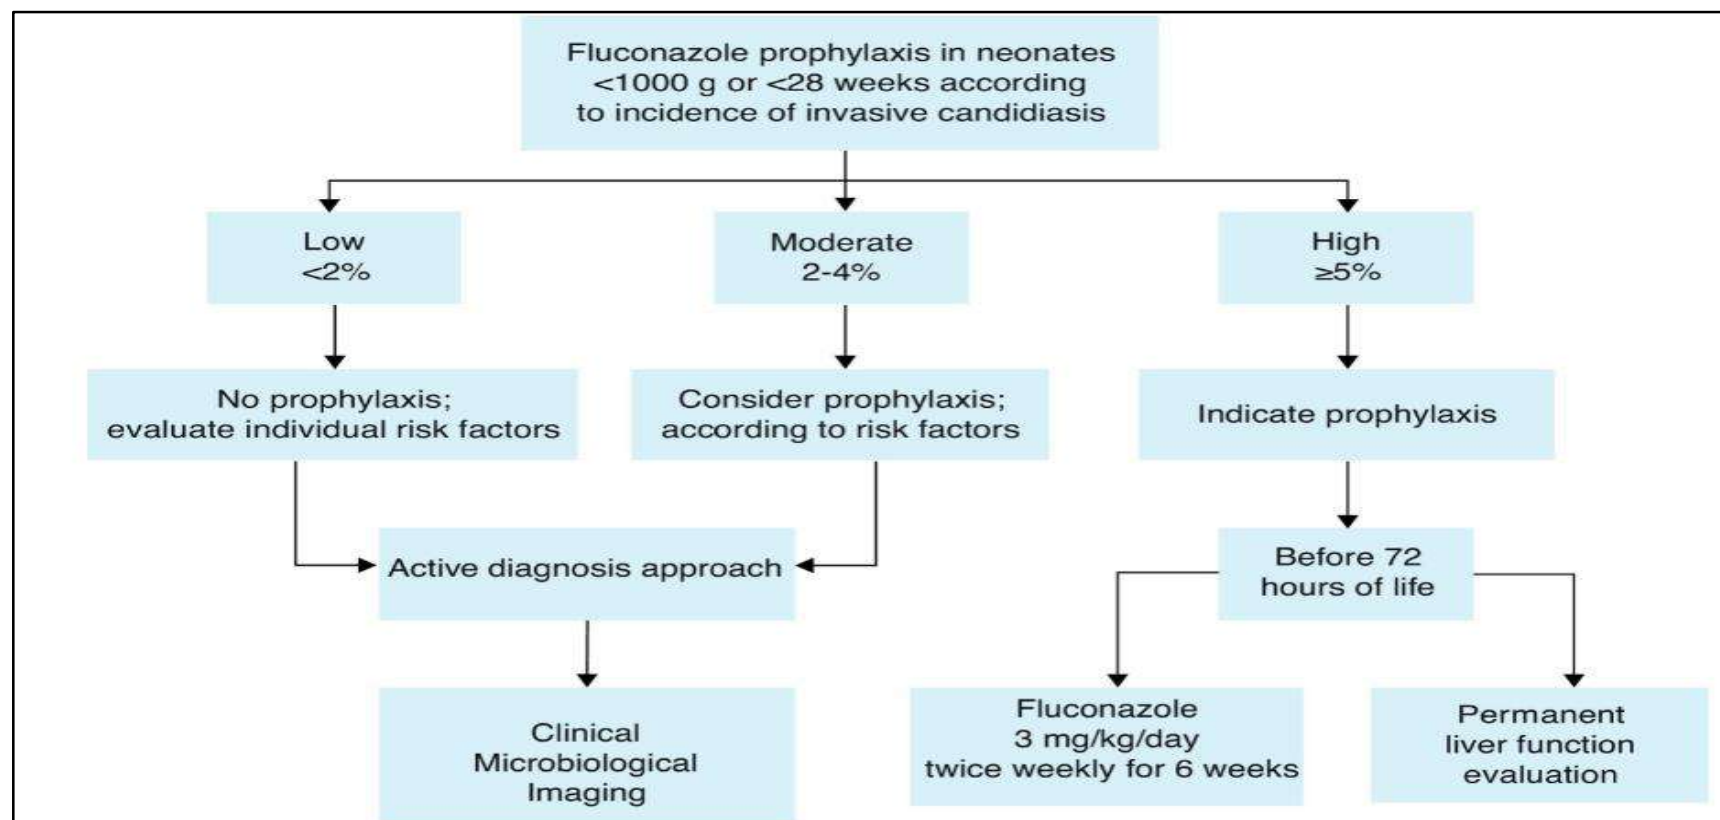 Fluconazole prophylaxis in neonates
<1000 g or <28 weeks according
to incidence of invasive candidiasis
Low
<2%
Moderate
2-4%
High
≥5%
No prophylaxis;
evaluate individual risk factors
Consider prophylaxis;
according to risk factors
Indicate prophylaxis
Active diagnosis approach
Before 72
hours of life
Clinical
Microbiological
Imaging
Fluconazole
3 mg/kg/day
twice weekly for 6 weeks
Permanent
liver function
evaluation